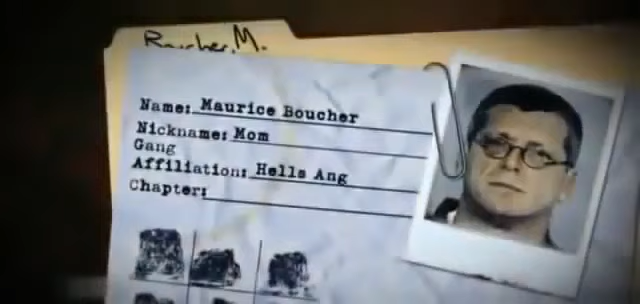 Boucher, M.
Name: Maurice Boucher
Nickname: Mom
Gang
Affiliation: Hells Ang
Chapter: